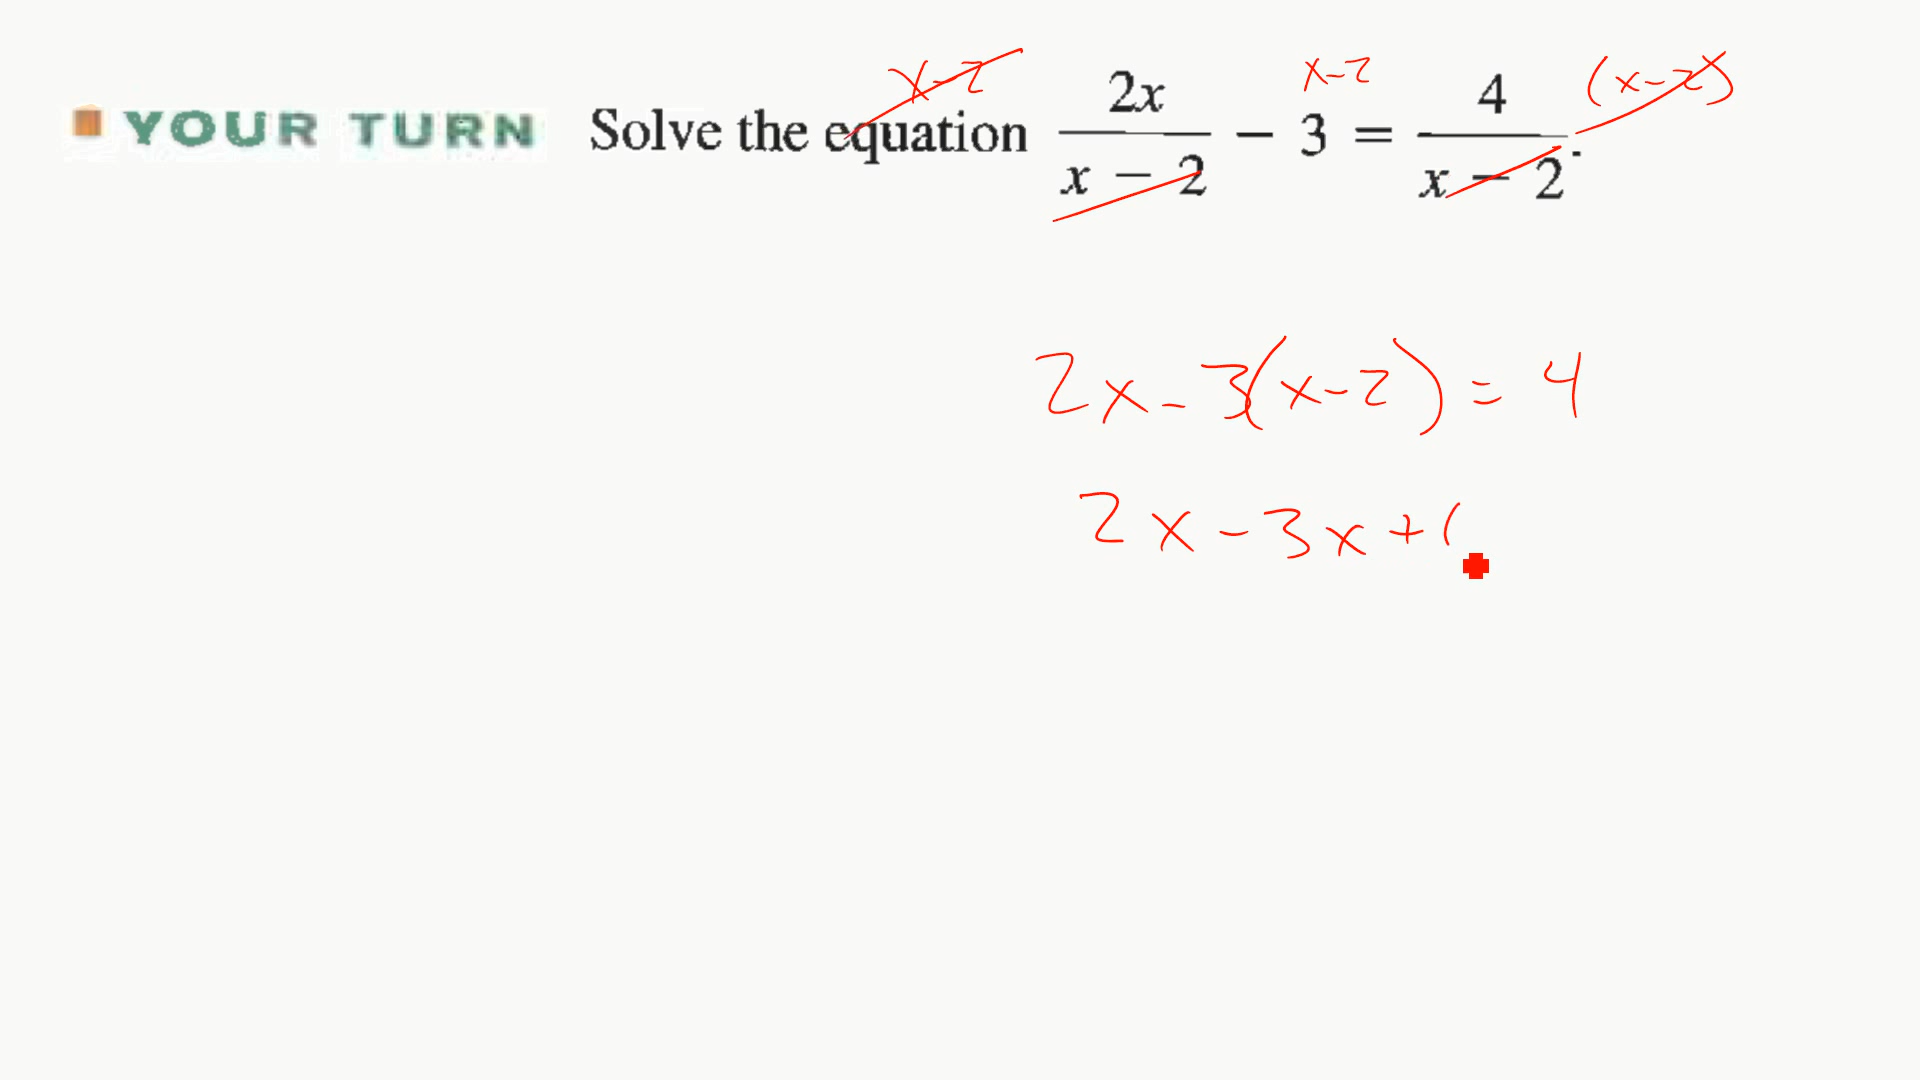 x-2 x-2 (x-2)
YOUR TURN Solve the equation 2x/(x − 2) − 3 = 4/(x − 2).
2x-3(x-2)=4
2x-3x+